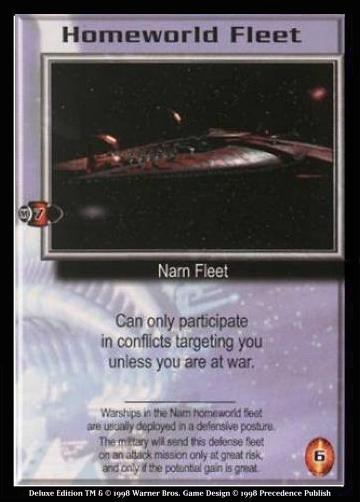 Homeworld Fleet
M 7
Narn Fleet
Can only participate
in conflicts targeting you
unless you are at war.
Warships in the Narn homeworld fleet
are usually deployed in a defensive posture.
The military will send this defense fleet
on an attack mission only at great risk,
and only if the potential gain is great.
6
Deluxe Edition TM & © 1998 Warner Bros. Game Design © 1998 Precedence Publish